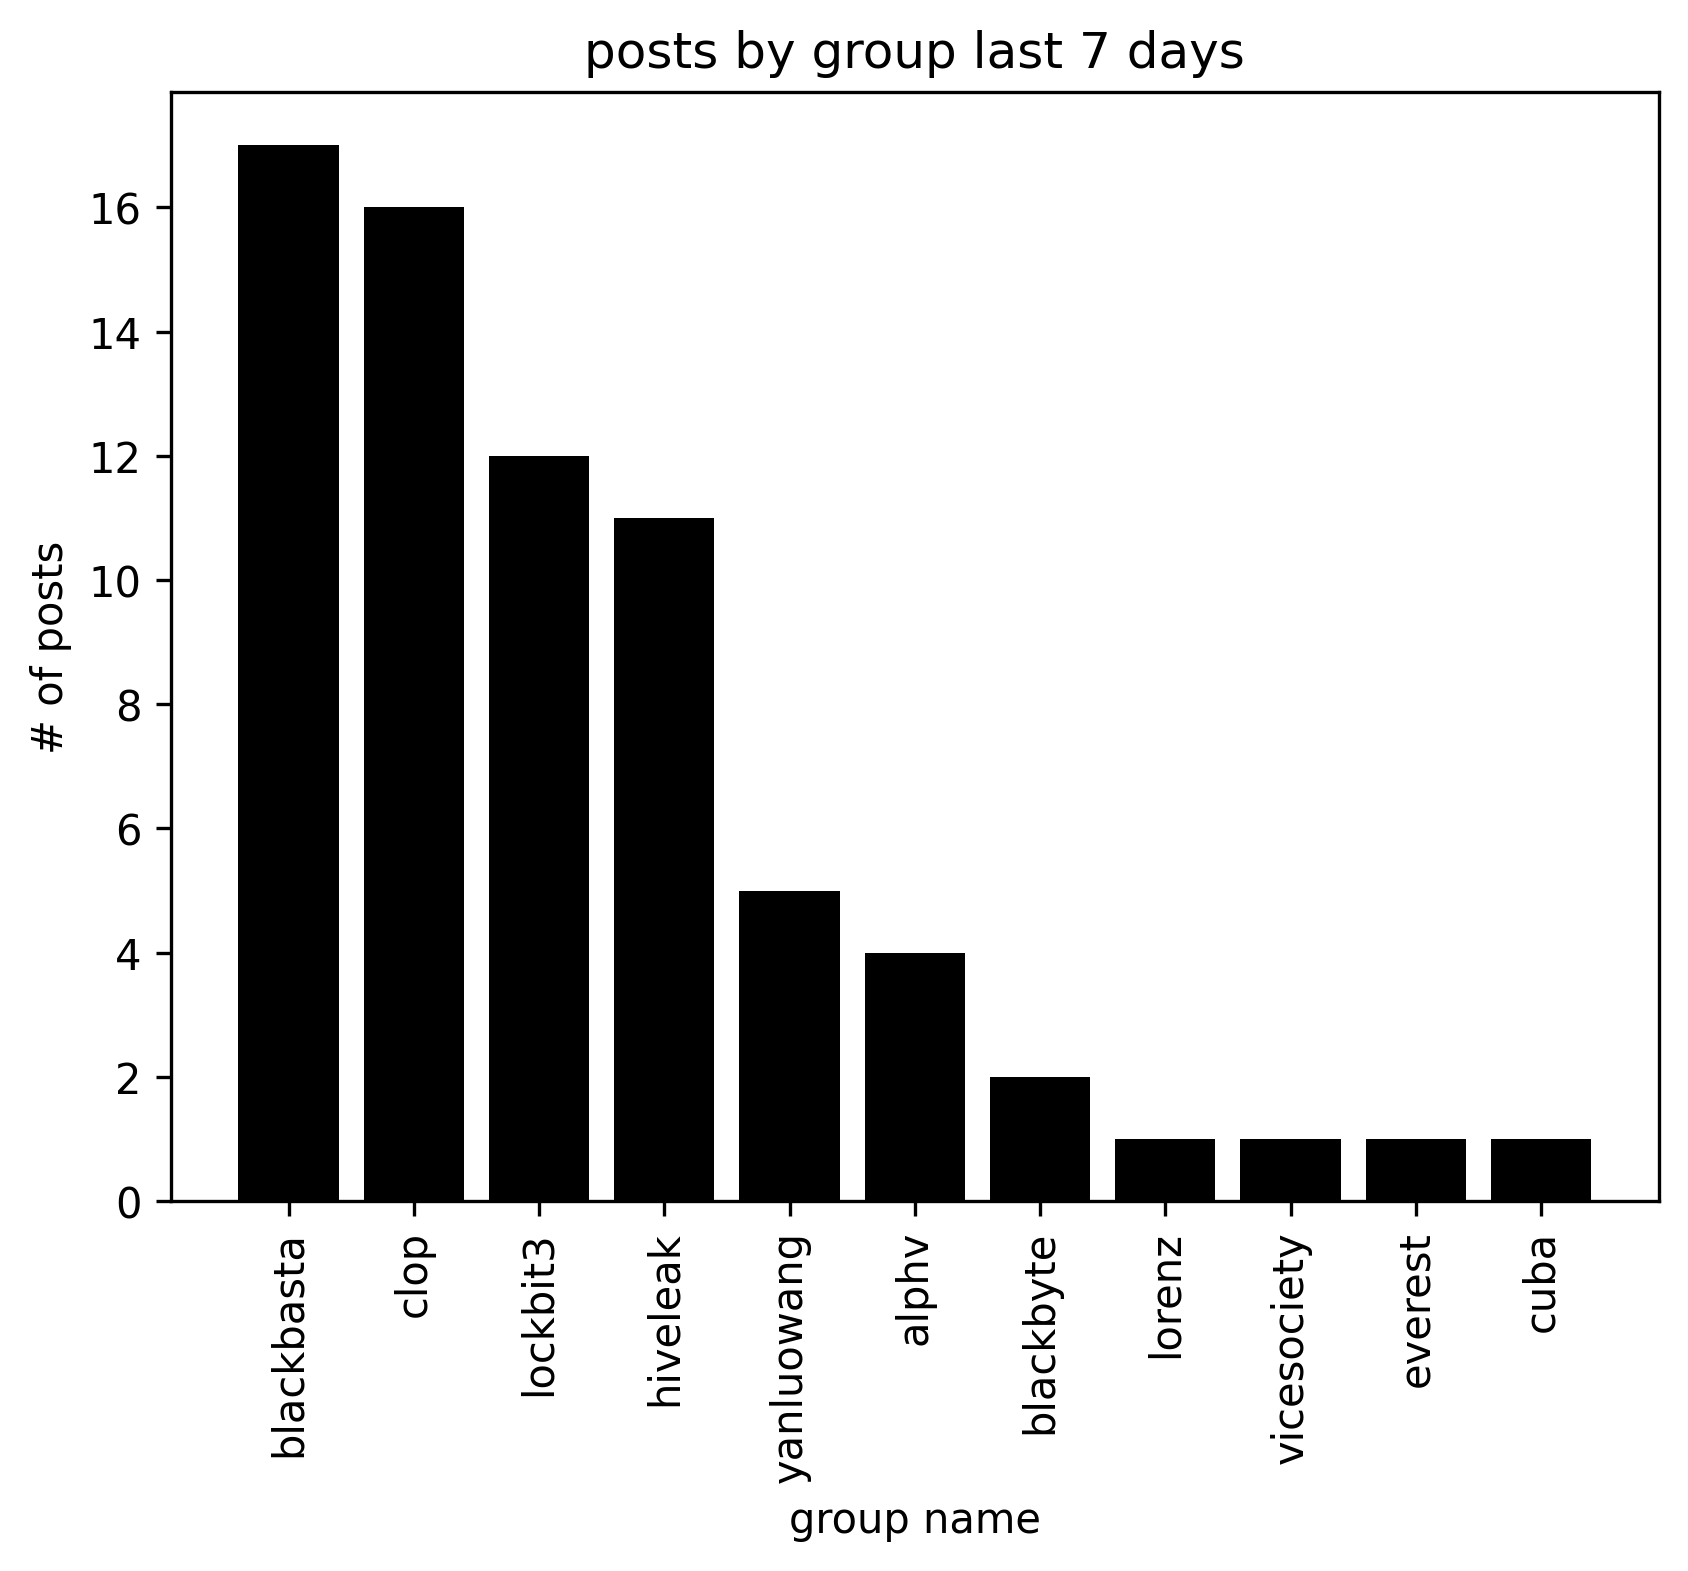 posts by group last 7 days
# of posts
16
14
12
10
8
6
4
2
0
blackbasta
clop
lockbit3
hiveleak
yanluowang
alphv
blackbyte
lorenz
vicesociety
everest
cuba
group name